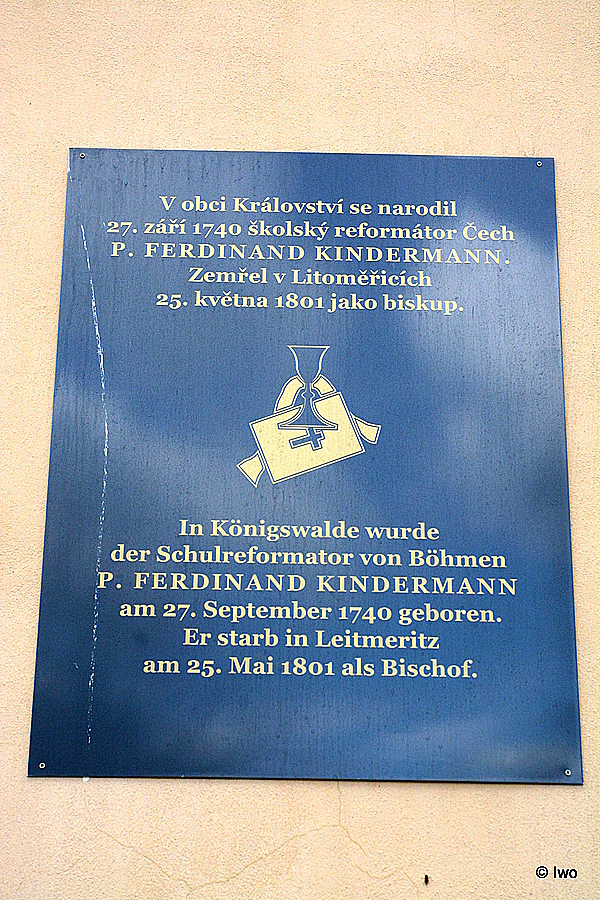 V obci Království se narodil
27. září 1740 školský reformátor Čech
P. FERDINAND KINDERMANN.
Zemřel v Litoměřicích
25. května 1801 jako biskup.
In Königswalde wurde
der Schulreformator von Böhmen
P. FERDINAND KINDERMANN
am 27. September 1740 geboren.
Er starb in Leitmeritz
am 25. Mai 1801 als Bischof.
© Iwo